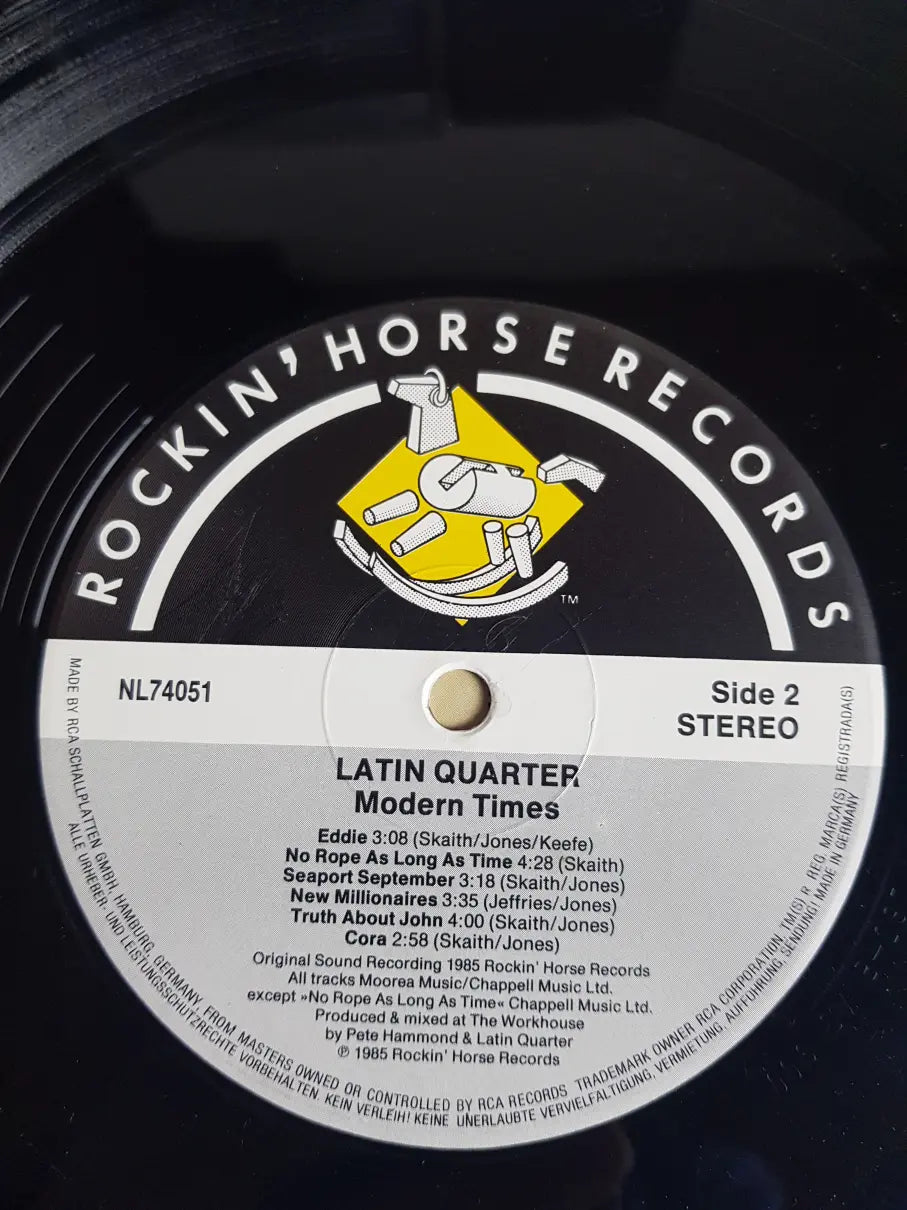 ROCKIN' HORSE RECORDS
TM
NL74051
Side 2
STEREO
LATIN QUARTER
Modern Times
Eddie 3:08 (Skaith/Jones/Keefe)
No Rope As Long As Time 4:28 (Skaith)
Seaport September 3:18 (Skaith/Jones)
New Millionaires 3:35 (Jeffries/Jones)
Truth About John 4:00 (Skaith/Jones)
Cora 2:58 (Skaith/Jones)
Original Sound Recording 1985 Rockin' Horse Records
All tracks Moorea Music/Chappell Music Ltd.
except »No Rope As Long As Time« Chappell Music Ltd.
Produced & mixed at The Workhouse
by Pete Hammond & Latin Quarter
℗ 1985 Rockin' Horse Records
MADE BY RCA SCHALLPLATTEN GMBH, HAMBURG, GERMANY, FROM MASTERS OWNED OR CONTROLLED BY RCA RECORDS TRADEMARK OWNER RCA CORPORATION, TM(S) R REG. MARCA(S) REGISTRADA(S)
ALLE URHEBER- UND LEISTUNGSSCHUTZRECHTE VORBEHALTEN. KEIN VERLEIH! KEINE UNERLAUBTE VERVIELFÄLTIGUNG, VERMIETUNG, AUFFÜHRUNG, SENDUNG! MADE IN GERMANY